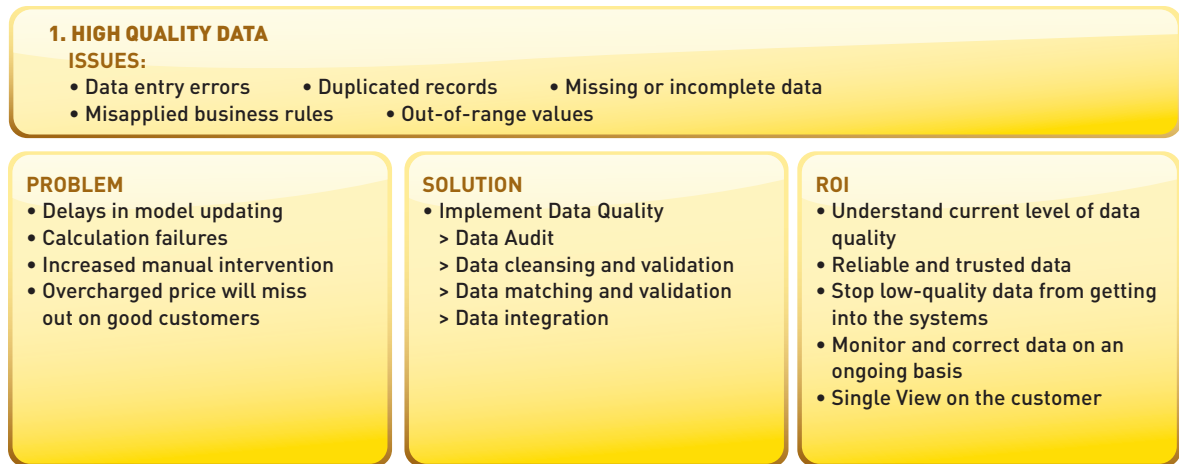 1. HIGH QUALITY DATA
ISSUES:
• Data entry errors • Duplicated records • Missing or incomplete data
• Misapplied business rules • Out-of-range values
PROBLEM
• Delays in model updating
• Calculation failures
• Increased manual intervention
• Overcharged price will miss
out on good customers
SOLUTION
• Implement Data Quality
> Data Audit
> Data cleansing and validation
> Data matching and validation
> Data integration
ROI
• Understand current level of data
quality
• Reliable and trusted data
• Stop low-quality data from getting
into the systems
• Monitor and correct data on an
ongoing basis
• Single View on the customer